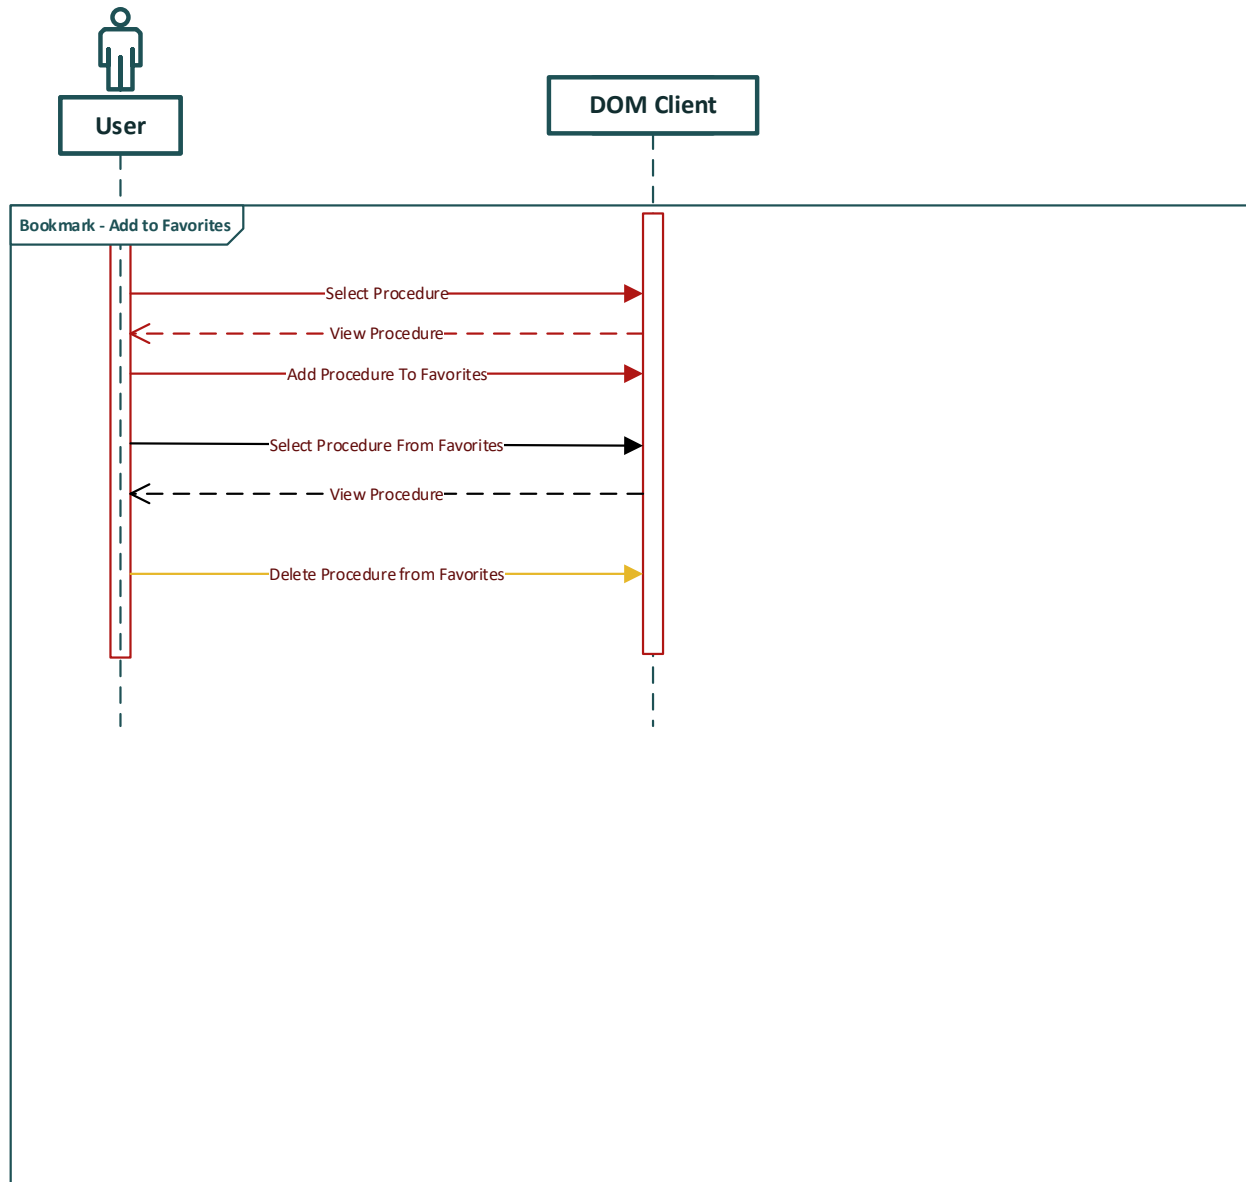 User
DOM Client
Bookmark - Add to Favorites
Select Procedure
View Procedure
Add Procedure To Favorites
Select Procedure From Favorites
View Procedure
Delete Procedure from Favorites